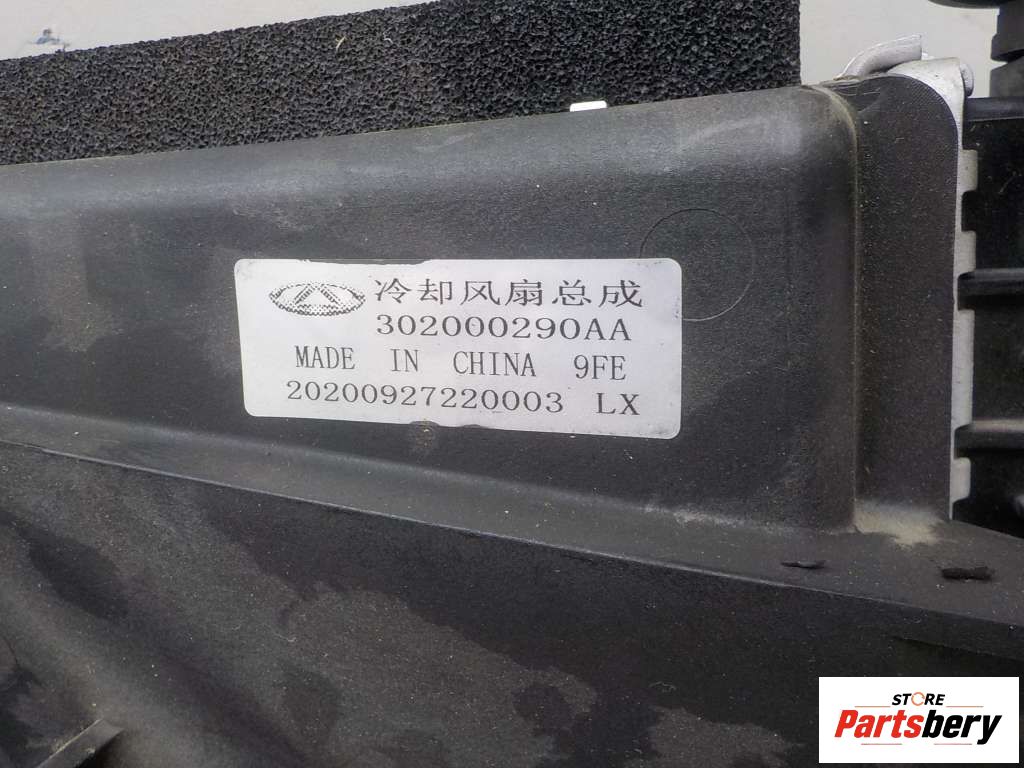 冷却风扇总成
302000290AA
MADE IN CHINA 9FE
20200927220003 LX
STORE
Partsbery